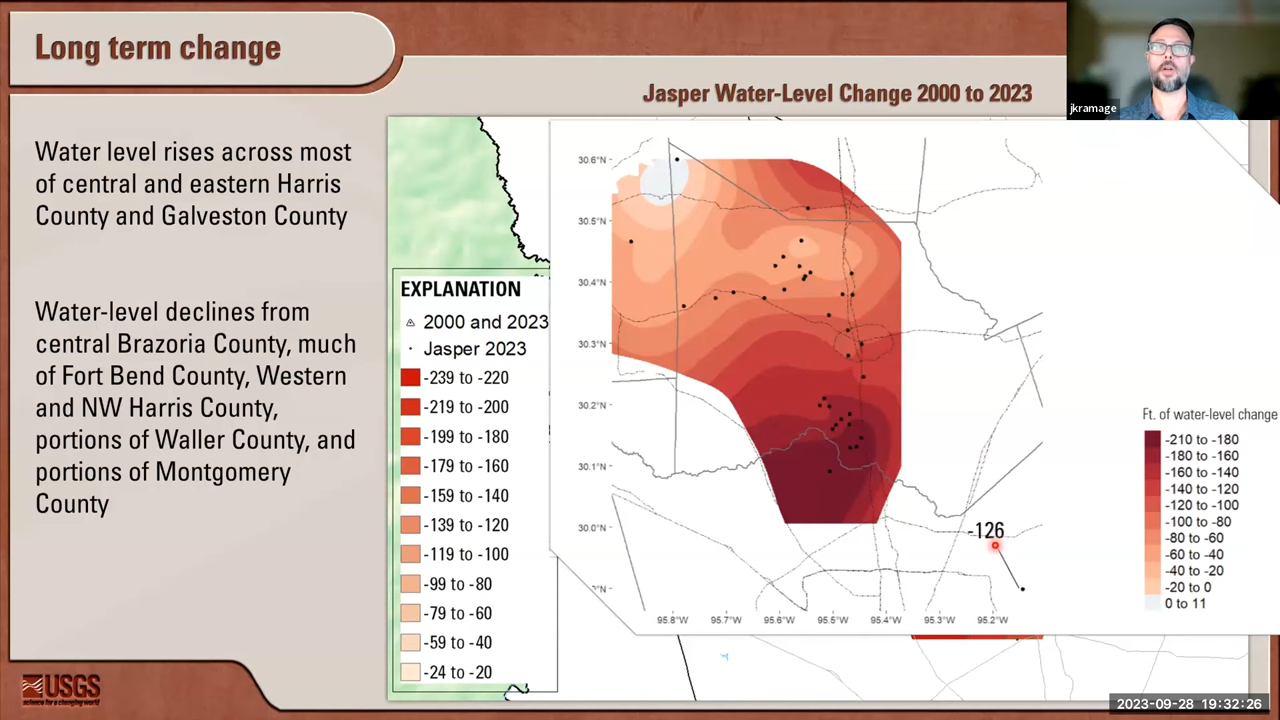 Long term change
jkramage
Jasper Water-Level Change 2000 to 2023
Water level rises across most
of central and eastern Harris
County and Galveston County
Water-level declines from
central Brazoria County, much
of Fort Bend County, Western
and NW Harris County,
portions of Waller County, and
portions of Montgomery
County
EXPLANATION
2000 and 2023
Jasper 2023
-239 to -220
-219 to -200
-199 to -180
-179 to -160
-159 to -140
-139 to -120
-119 to -100
-99 to -80
-79 to -60
-59 to -40
-24 to -20
30.6°N
30.5°N
30.4°N
30.3°N
30.2°N
30.1°N
30.0°N
°N
95.8°W 95.7°W 95.6°W 95.5°W 95.4°W 95.3°W 95.2°W
-126
Ft. of water-level change
-210 to -180
-180 to -160
-160 to -140
-140 to -120
-120 to -100
-100 to -80
-80 to -60
-60 to -40
-40 to -20
-20 to 0
0 to 11
USGS
science for a changing world
2023-09-28 19:32:26